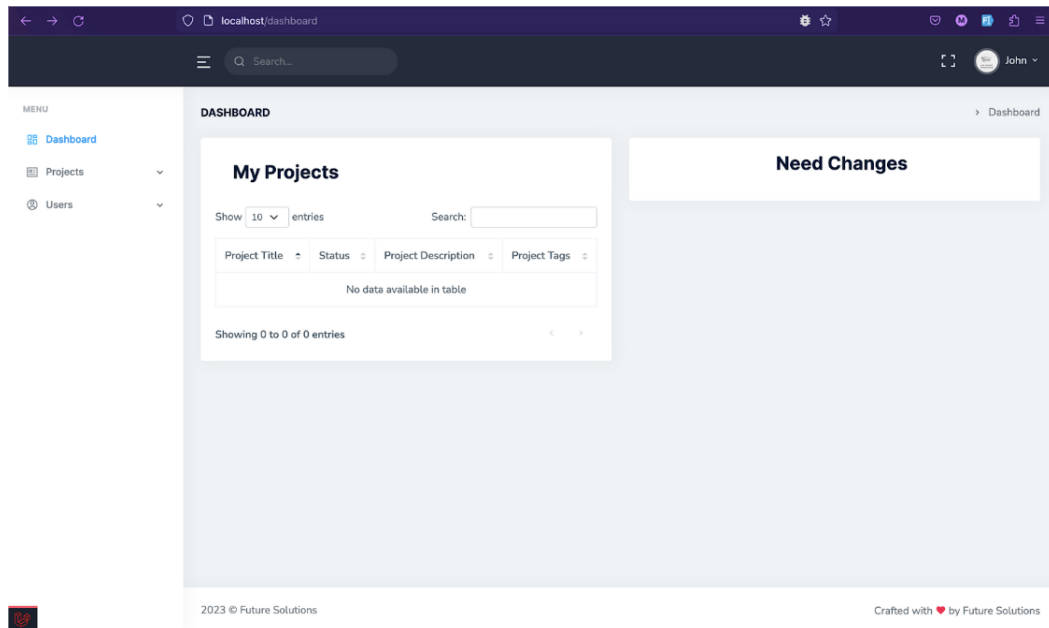 localhost/dashboard
M
Search...
John
MENU
Dashboard
Projects
Users
DASHBOARD
> Dashboard
My Projects
Show 10 entries
Search:
Project Title Status Project Description Project Tags
No data available in table
Showing 0 to 0 of 0 entries
Need Changes
2023 © Future Solutions
Crafted with ❤ by Future Solutions